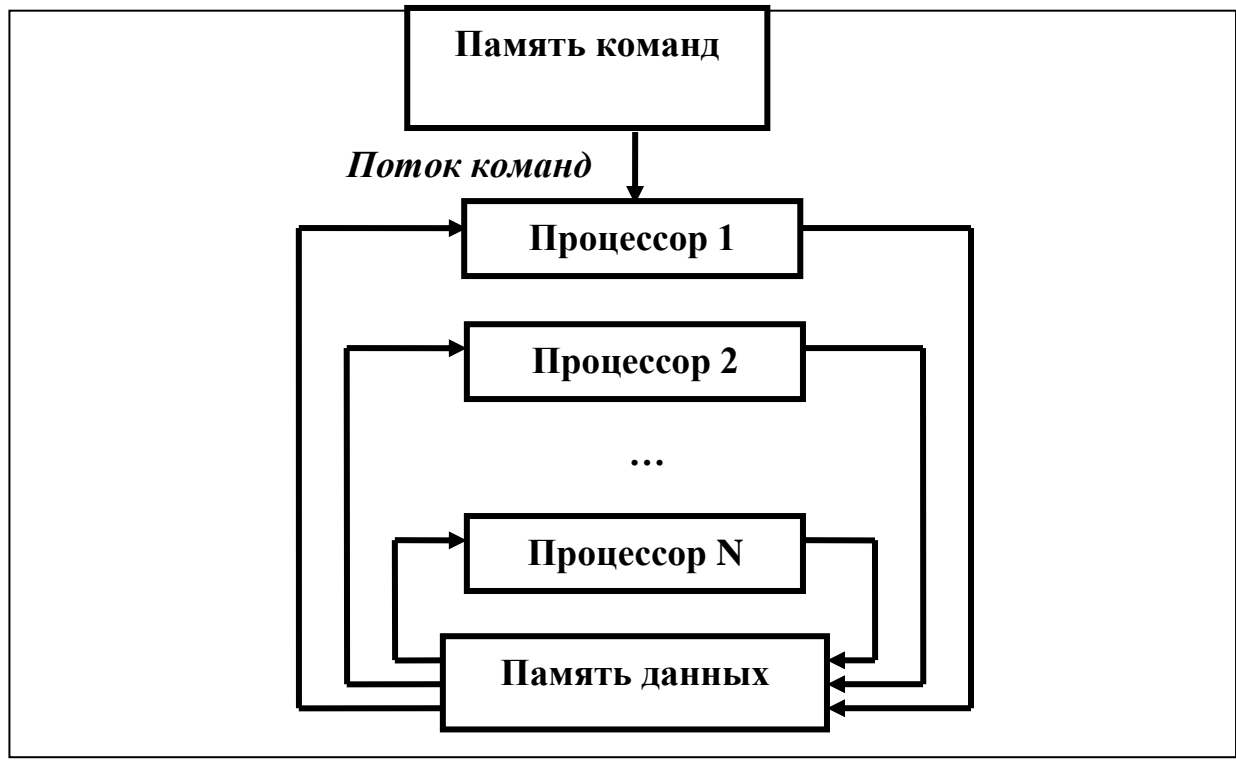 Память команд
Поток команд
Процессор 1
Процессор 2
...
Процессор N
Память данных